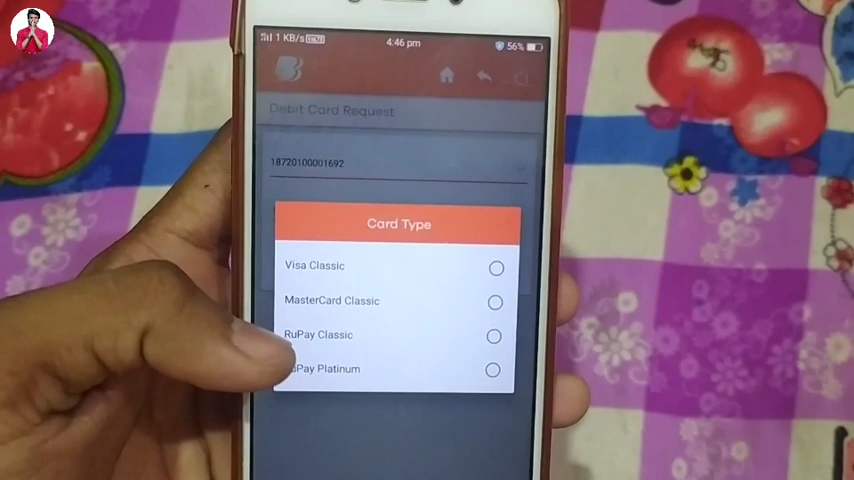 1 KB/s VoLTE 4:46 pm 56%
Debit Card Request
18720100001692
Card Type
Visa Classic
MasterCard Classic
RuPay Classic
Pay Platinum